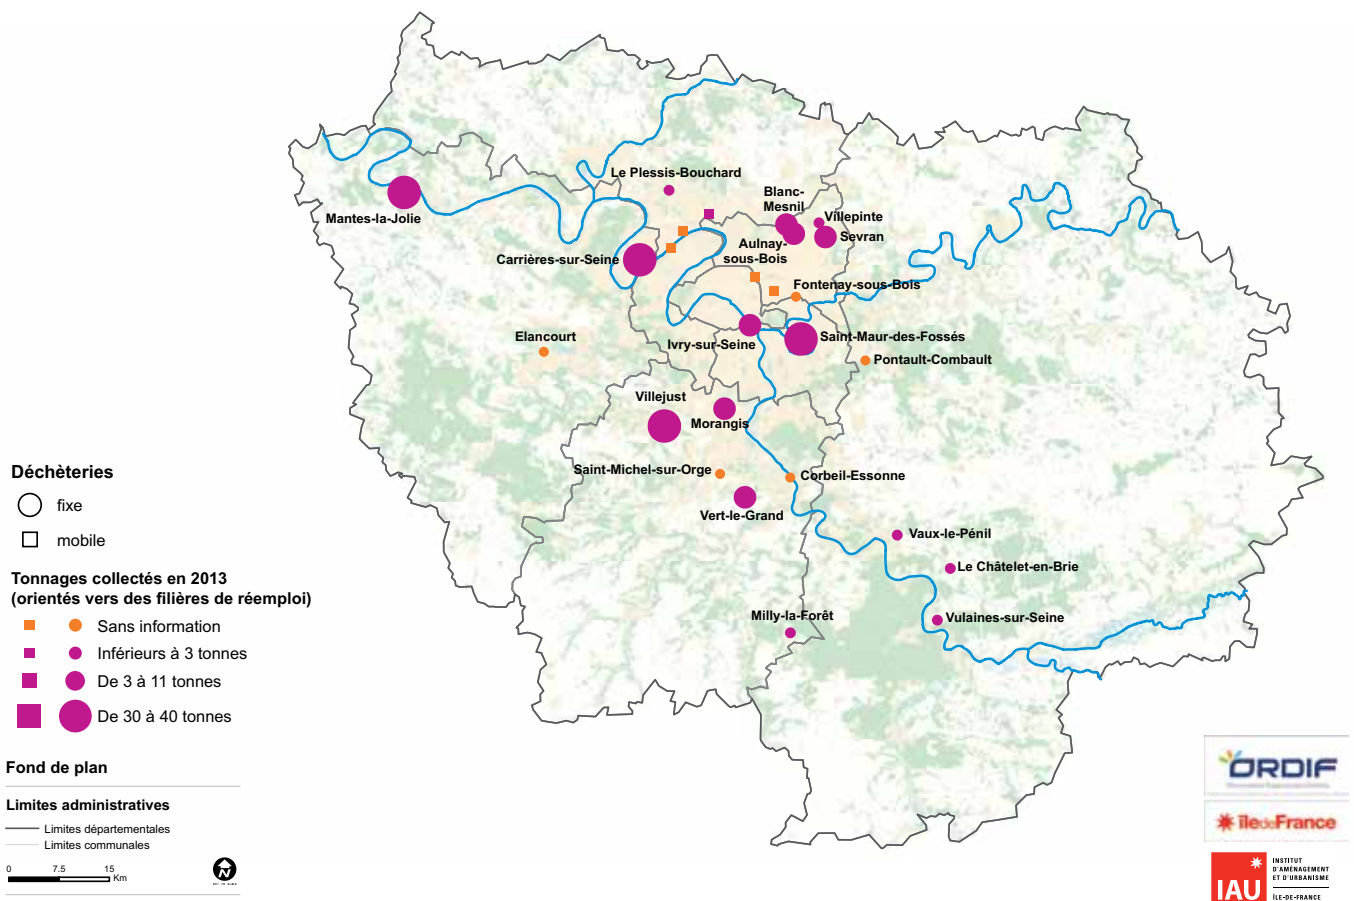 Le Plessis-Bouchard
Blanc-
Mesnil
Villepinte
Mantes-la-Jolie
Sevran
Aulnay-
sous-Bois
Carrières-sur-Seine
Fontenay-sous-Bois
Elancourt
Ivry-sur-Seine
Saint-Maur-des-Fossés
Pontault-Combault
Villejust
Morangis
Saint-Michel-sur-Orge
Corbeil-Essonne
Vert-le-Grand
Vaux-le-Pénil
Le Châtelet-en-Brie
Milly-la-Forêt
Vulaines-sur-Seine
Déchèteries
fixe
mobile
Tonnages collectés en 2013
(orientés vers des filières de réemploi)
Sans information
Inférieurs à 3 tonnes
De 3 à 11 tonnes
De 30 à 40 tonnes
Fond de plan
Limites administratives
Limites départementales
Limites communales
0 7.5 15
Km
N
ORDIF
îledeFrance
IAU
INSTITUT
D'AMÉNAGEMENT
ET D'URBANISME
ÎLE-DE-FRANCE